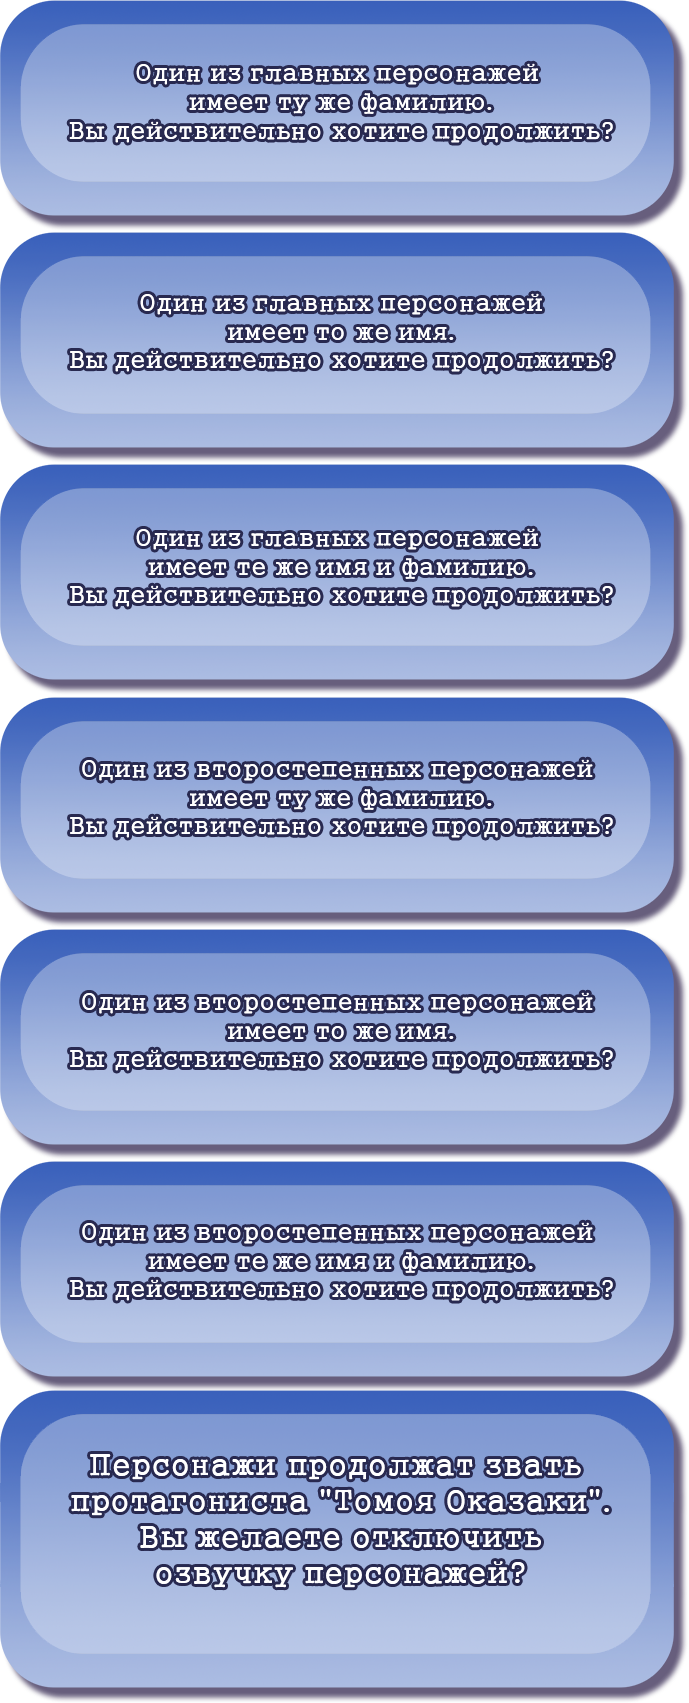 Один из главных персонажей
имеет ту же фамилию.
Вы действительно хотите продолжить?
Один из главных персонажей
имеет то же имя.
Вы действительно хотите продолжить?
Один из главных персонажей
имеет те же имя и фамилию.
Вы действительно хотите продолжить?
Один из второстепенных персонажей
имеет ту же фамилию.
Вы действительно хотите продолжить?
Один из второстепенных персонажей
имеет то же имя.
Вы действительно хотите продолжить?
Один из второстепенных персонажей
имеет те же имя и фамилию.
Вы действительно хотите продолжить?
Персонажи продолжат звать
протагониста "Томоя Оказаки".
Вы желаете отключить
озвучку персонажей?